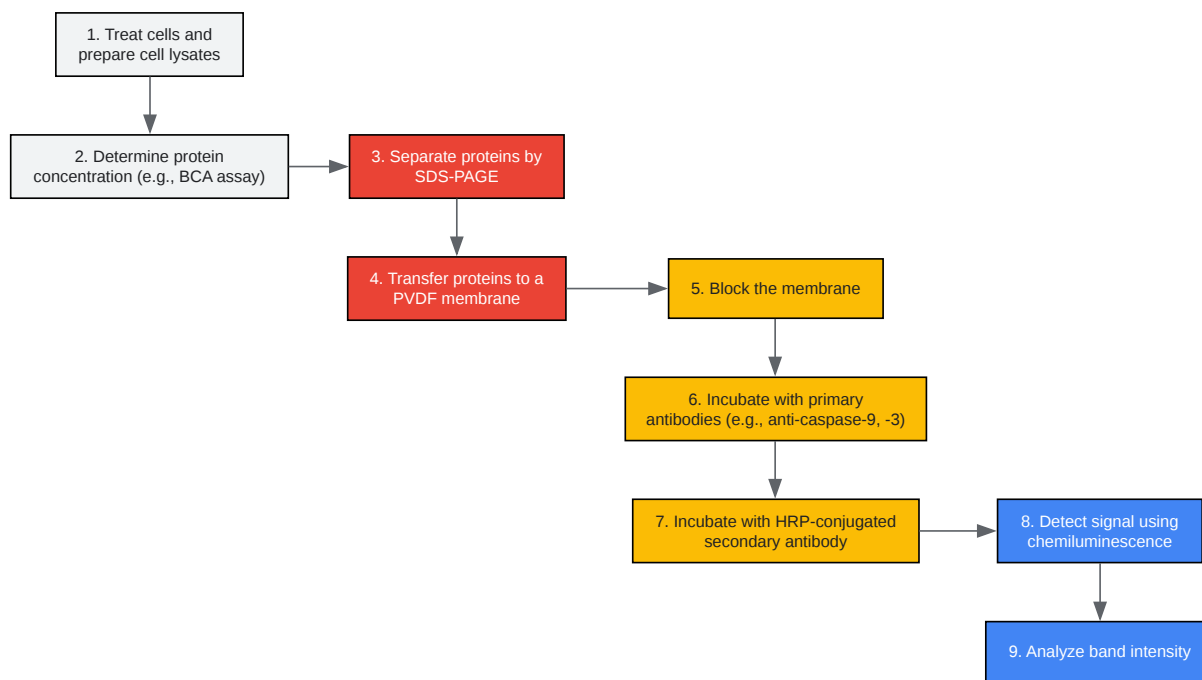 1. Treat cells and
prepare cell lysates
2. Determine protein
concentration (e.g., BCA assay)
3. Separate proteins by
SDS-PAGE
4. Transfer proteins to a
PVDF membrane
5. Block the membrane
6. Incubate with primary
antibodies (e.g., anti-caspase-9, -3)
7. Incubate with HRP-conjugated
secondary antibody
8. Detect signal using
chemiluminescence
9. Analyze band intensity